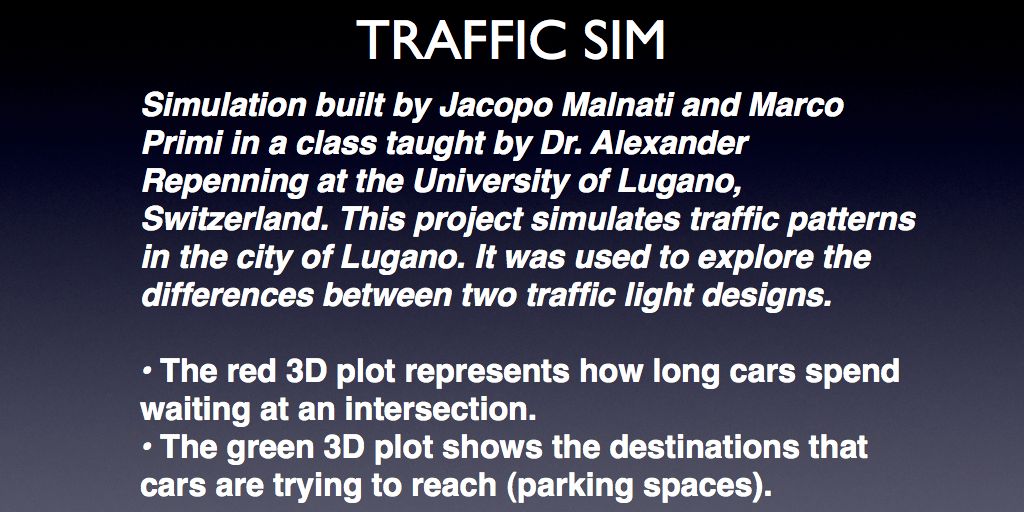 TRAFFIC SIM
Simulation built by Jacopo Malnati and Marco
Primi in a class taught by Dr. Alexander
Repenning at the University of Lugano,
Switzerland. This project simulates traffic patterns
in the city of Lugano. It was used to explore the
differences between two traffic light designs.
• The red 3D plot represents how long cars spend
waiting at an intersection.
• The green 3D plot shows the destinations that
cars are trying to reach (parking spaces).